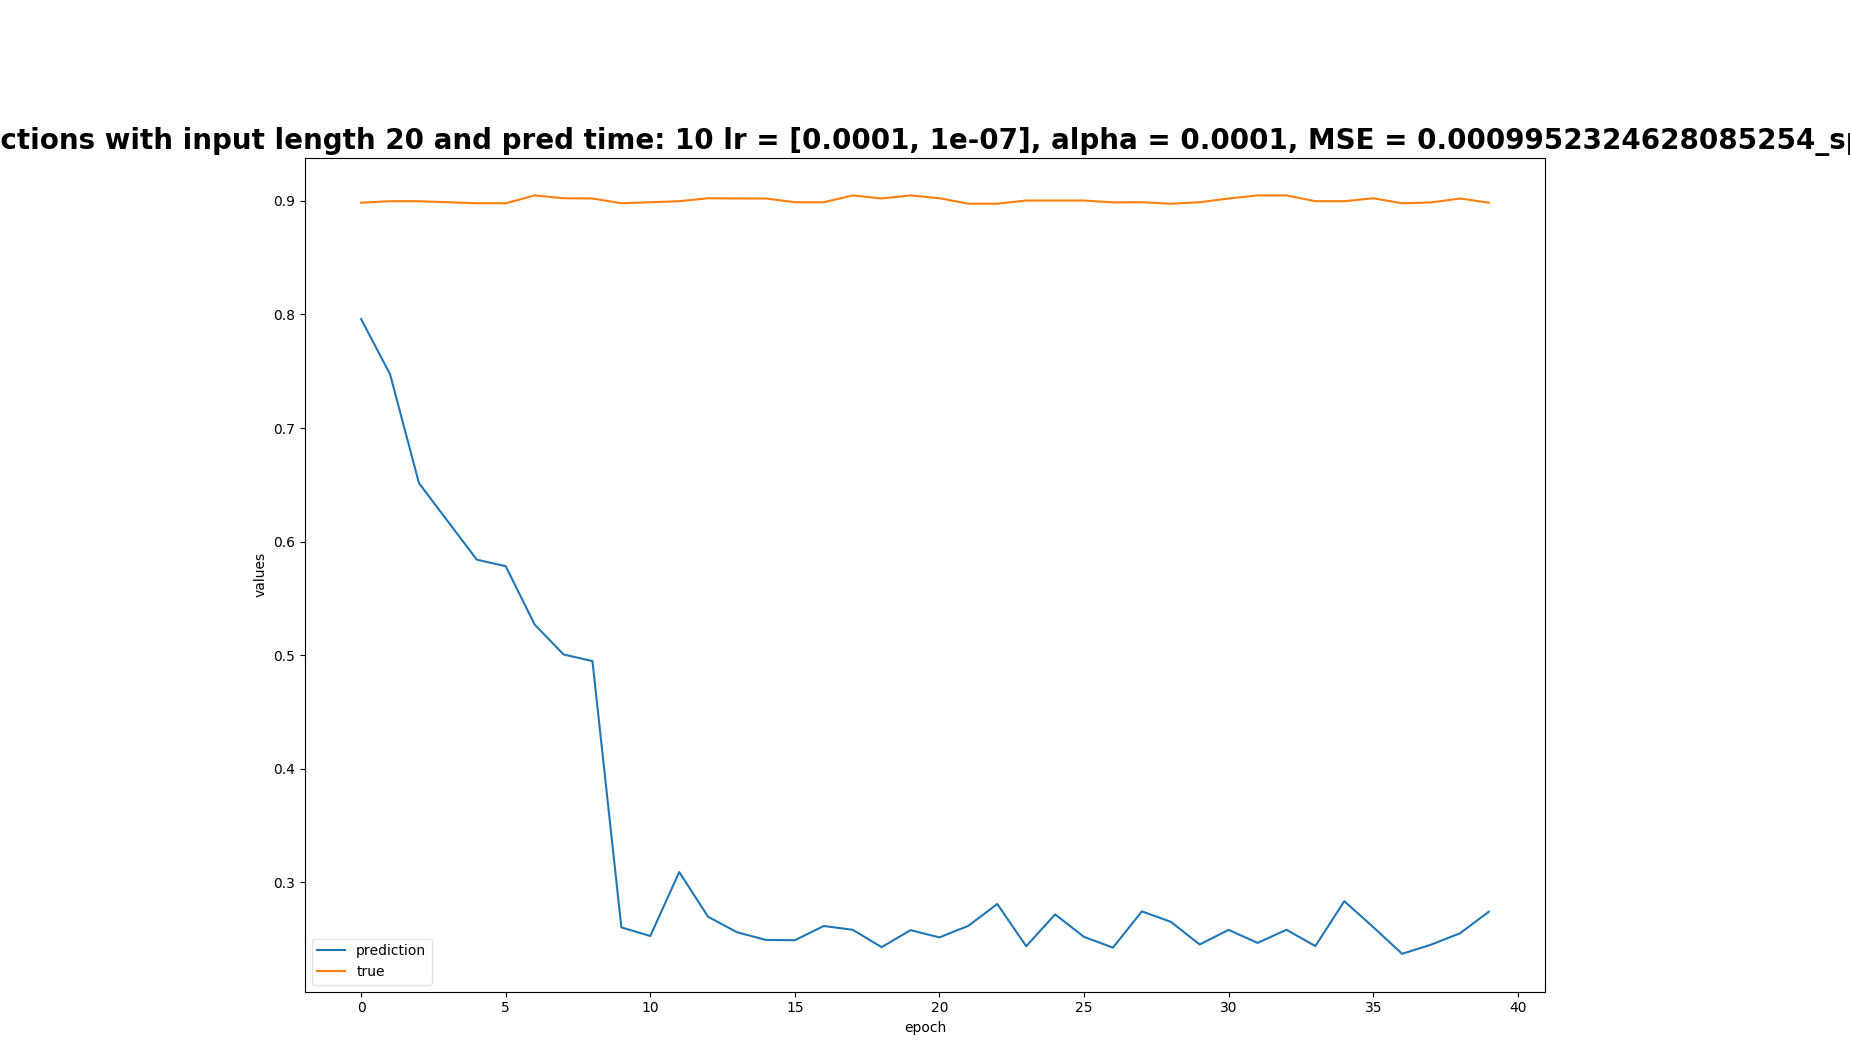 ctions with input length 20 and pred time: 10 lr = [0.0001, 1e-07], alpha = 0.0001, MSE = 0.0009952324628085254_sp
0.9
0.8
0.7
0.6
0.5
0.4
0.3
values
prediction
true
0 5 10 15 20 25 30 35 40
epoch